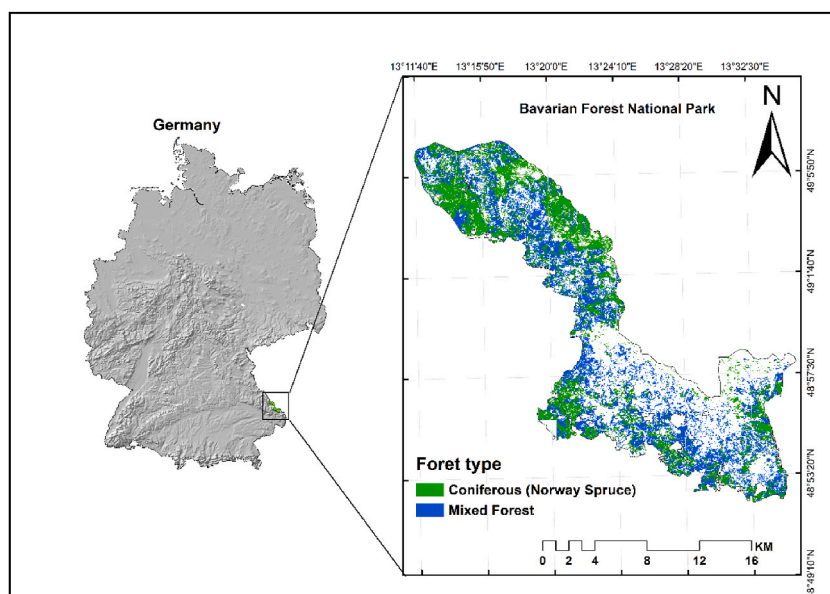 Germany
13°11'40"E 13°15'50"E 13°20'0"E 13°24'10"E 13°28'20"E 13°32'30"E
Bavarian Forest National Park
N
49°5'50"N
49°1'40"N
48°57'30"N
48°53'20"N
8°49'10"N
Foret type
Coniferous (Norway Spruce)
Mixed Forest
KM
0 2 4 8 12 16